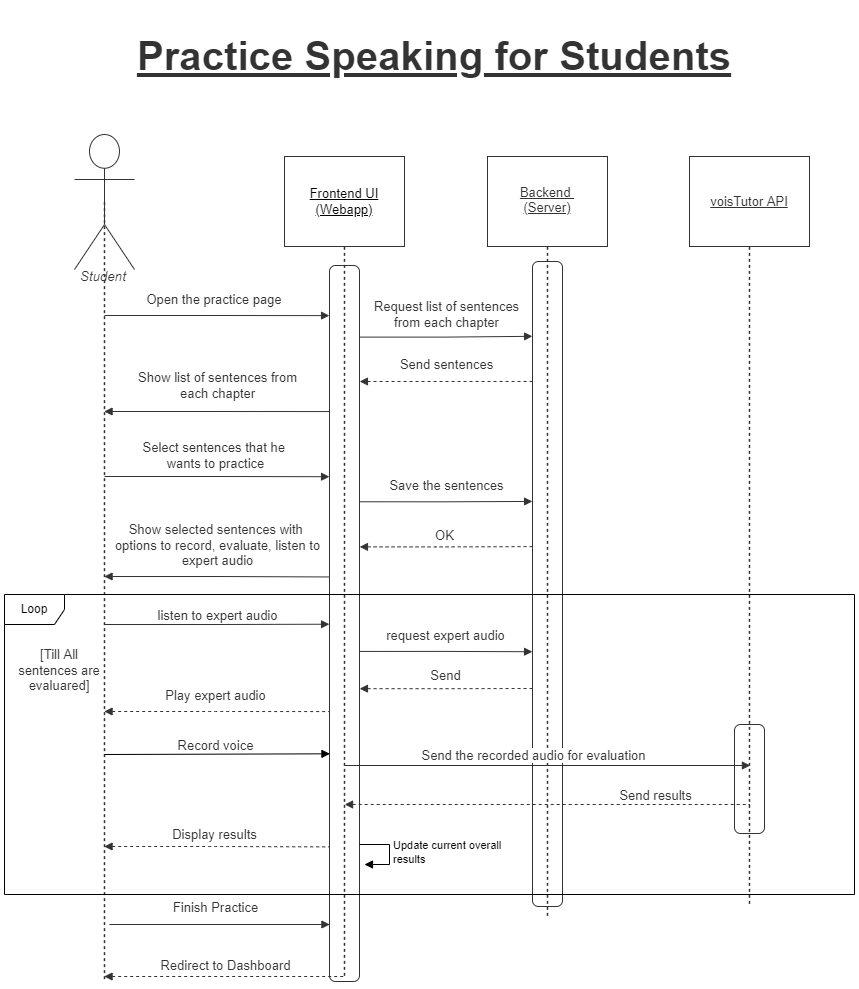 Practice Speaking for Students
Frontend UI
(Webapp)
Backend
(Server)
voisTutor API
Student
Open the practice page
Request list of sentences
from each chapter
Send sentences
Show list of sentences from
each chapter
Select sentences that he
wants to practice
Save the sentences
Show selected sentences with
options to record, evaluate, listen to
expert audio
OK
Loop
listen to expert audio
request expert audio
[Till All
sentences are
evaluared]
Send
Play expert audio
Record voice
Send the recorded audio for evaluation
Send results
Display results
Update current overall
results
Finish Practice
Redirect to Dashboard